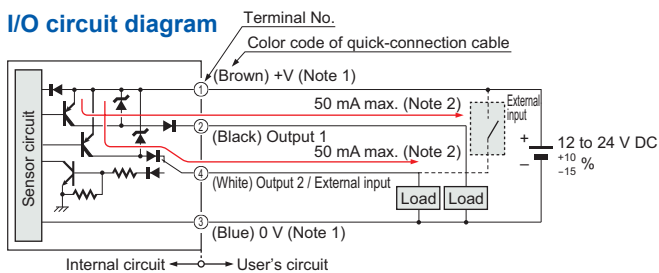 I/O circuit diagram
Terminal No.
Color code of quick-connection cable
(Brown) +V (Note 1)
1
50 mA max. (Note 2)
External
input
2
(Black) Output 1
50 mA max. (Note 2)
+
12 to 24 V DC
+10
−15 %
−
Sensor circuit
4
(White) Output 2 / External input
Load
Load
3
(Blue) 0 V (Note 1)
Internal circuit
User's circuit